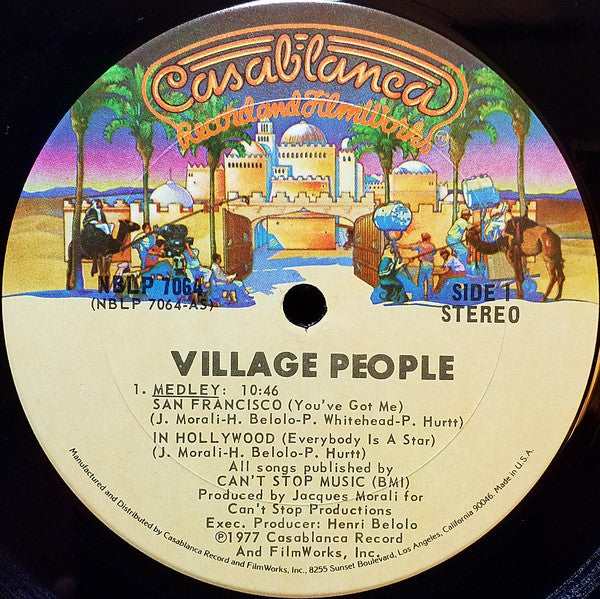 Casablanca
Record and FilmWorks
NBLP 7064
(NBLP 7064-AS)
SIDE 1
STEREO
VILLAGE PEOPLE
1. MEDLEY: 10:46
SAN FRANCISCO (You've Got Me)
(J. Morali-H. Belolo-P. Whitehead-P. Hurtt)
IN HOLLYWOOD (Everybody Is A Star)
(J. Morali-H. Belolo-P. Hurtt)
All songs published by
CAN'T STOP MUSIC (BMI)
Produced by Jacques Morali for
Can't Stop Productions
Exec. Producer: Henri Belolo
℗1977 Casablanca Record
And FilmWorks, Inc.
Manufactured and Distributed by Casablanca Record and FilmWorks, Inc., 8255 Sunset Boulevard, Los Angeles, California 90046. Made in U.S.A.